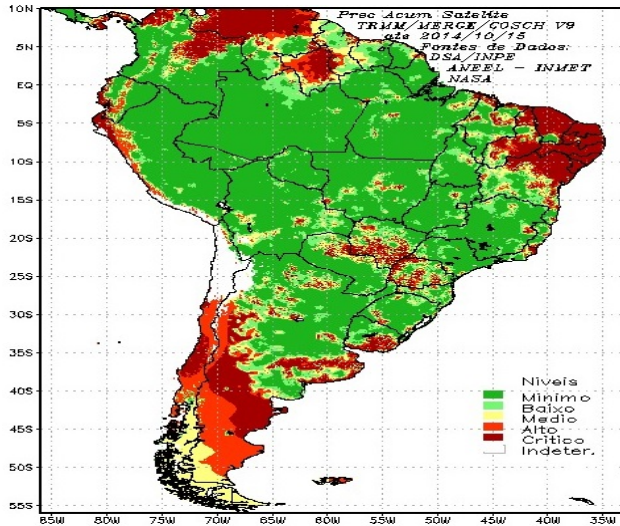 Prec Acum Satelite
TRMM/MERGE/COSCH V9
ate 2014/10/15
Fontes de Dados:
DSA/INPE
ANEEL - INMET
NASA
10N
5N
EQ
5S
10S
15S
20S
25S
30S
35S
40S
45S
50S
55S
Niveis
Minimo
Baixo
Medio
Alto
Critico
Indeter.
85W 80W 75W 70W 65W 60W 55W 50W 45W 40W 35W